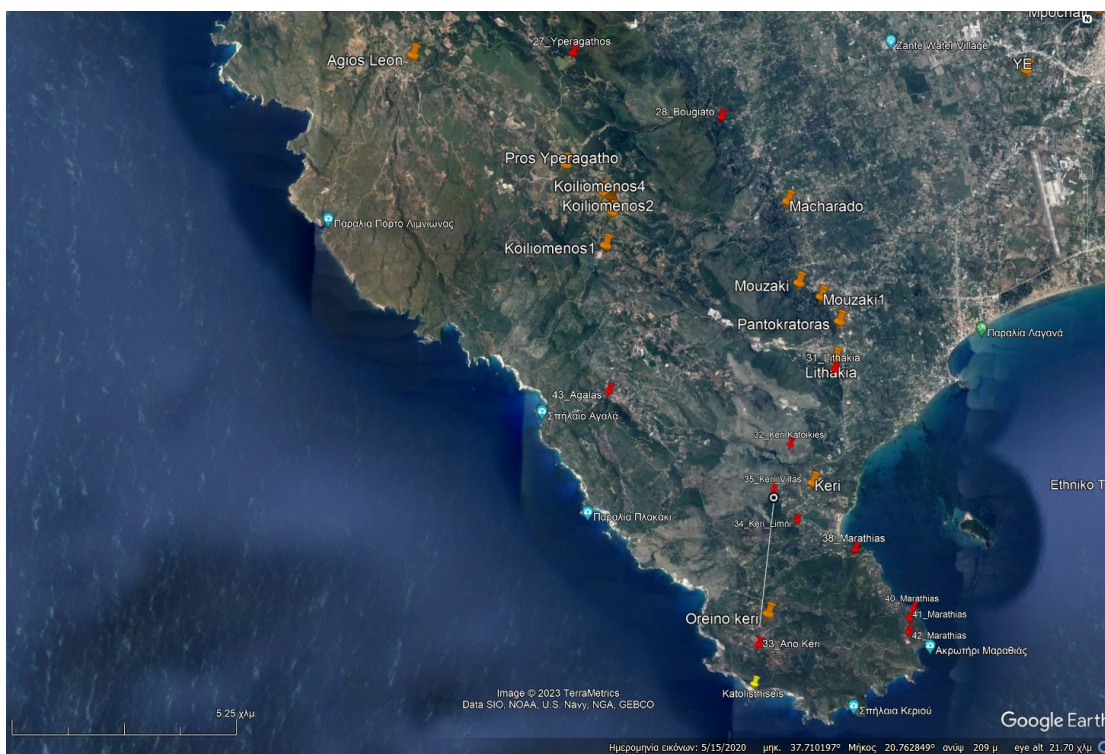 Mpochali
N
27_Yperagathos
Zante Water Village
Agios Leon
YE
28_Bougiato
Pros Yperagatho
Koiliomenos4
Koiliomenos2
Macharado
Παραλία Πόρτο Λιμνιώνας
Koiliomenos1
Mouzaki
Mouzaki1
Pantokratoras
Παραλία Λαγανά
31_Lithakia
Lithakia
43_Agalas
Σπήλαιο Αγαλά
32_Keri Katoikies
35_Keri_Villas
Keri
Ethniko T
Παραλία Πλακάκι
34_Keri_Limni
38_Marathias
40_Marathias
Oreino keri
41_Marathias
42_Marathias
33_Ano Keri
Ακρωτήρι Μαραθιάς
Katolisthiseis
Image © 2023 TerraMetrics
Data SIO, NOAA, U.S. Navy, NGA, GEBCO
Σπήλαια Κεριού
5.25 χλμ.
Google Earth
Ημερομηνία εικόνων: 5/15/2020 μηκ. 37.710197° Μήκος 20.762849° ανύψ 209 μ eye alt 21.70 χλμ